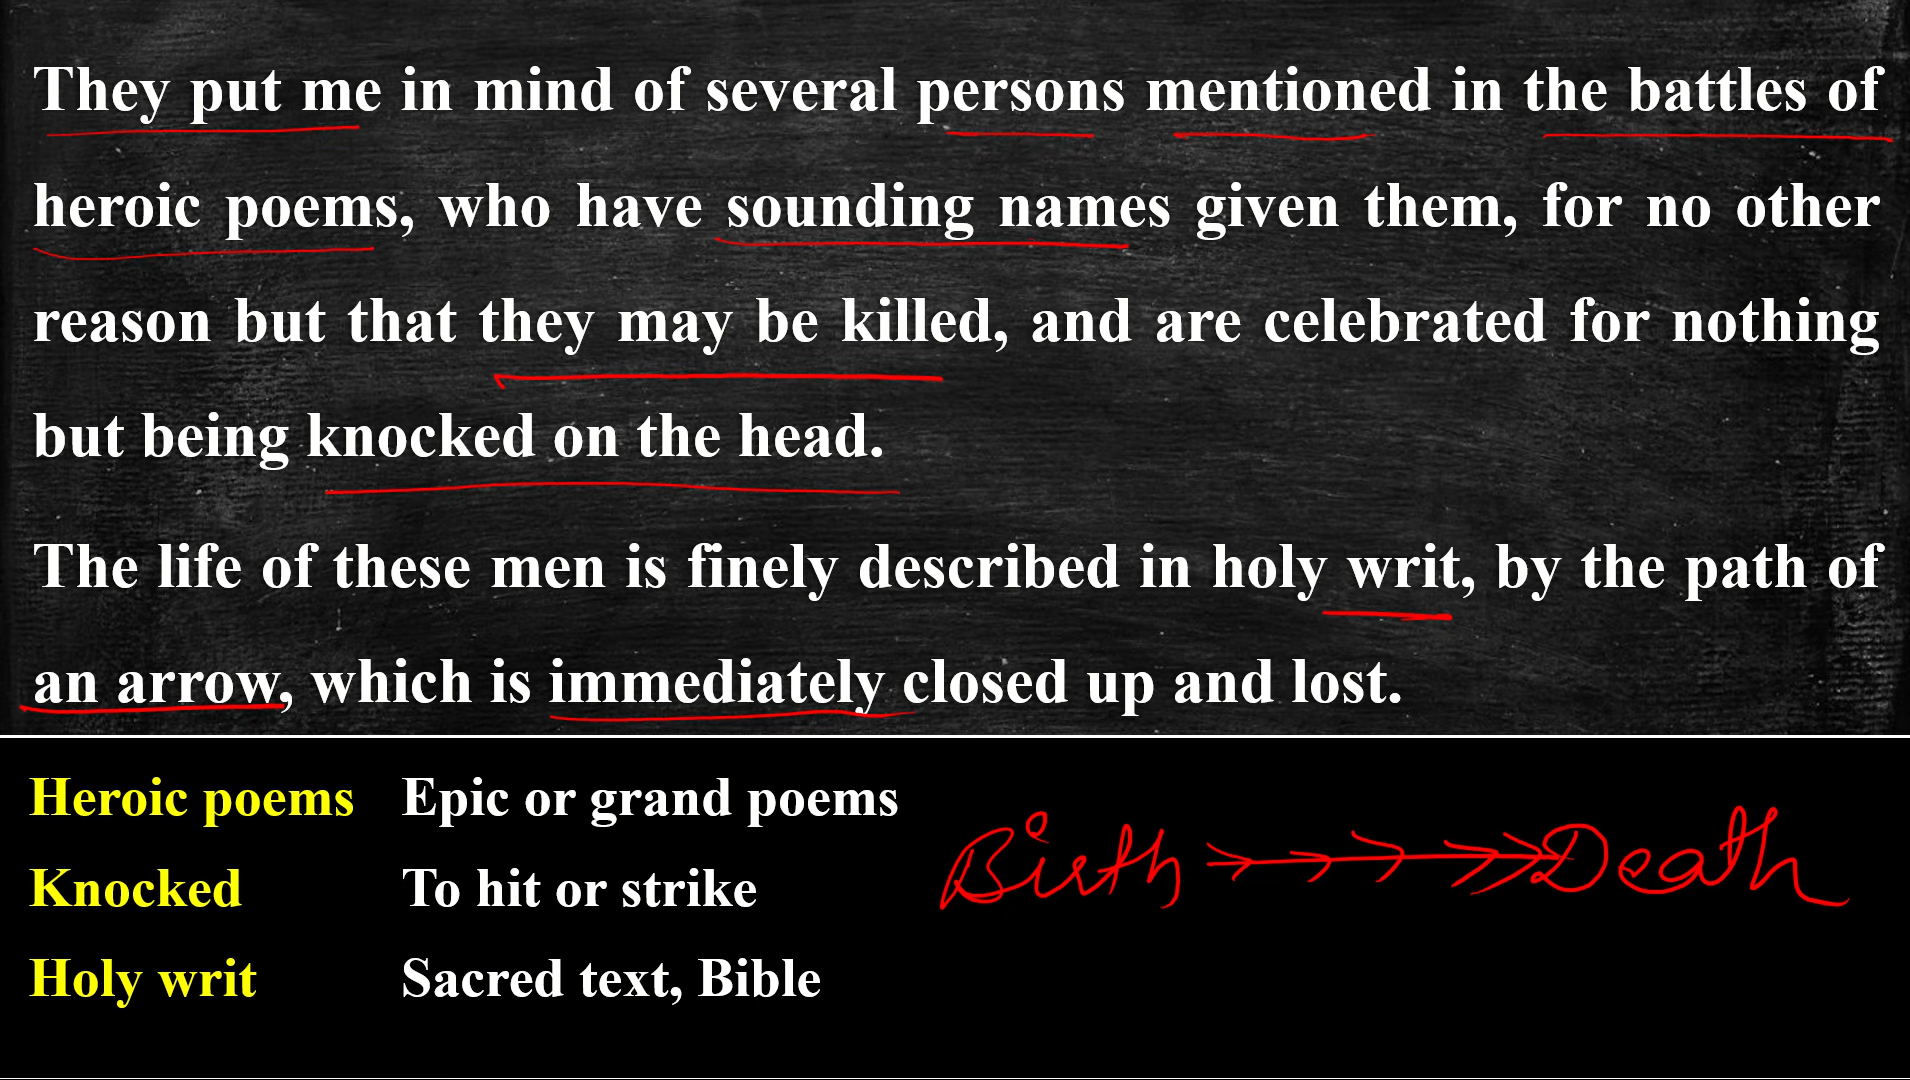 They put me in mind of several persons mentioned in the battles of
heroic poems, who have sounding names given them, for no other
reason but that they may be killed, and are celebrated for nothing
but being knocked on the head.
The life of these men is finely described in holy writ, by the path of
an arrow, which is immediately closed up and lost.
Heroic poems Epic or grand poems
Knocked To hit or strike
Holy writ Sacred text, Bible
Birth Death